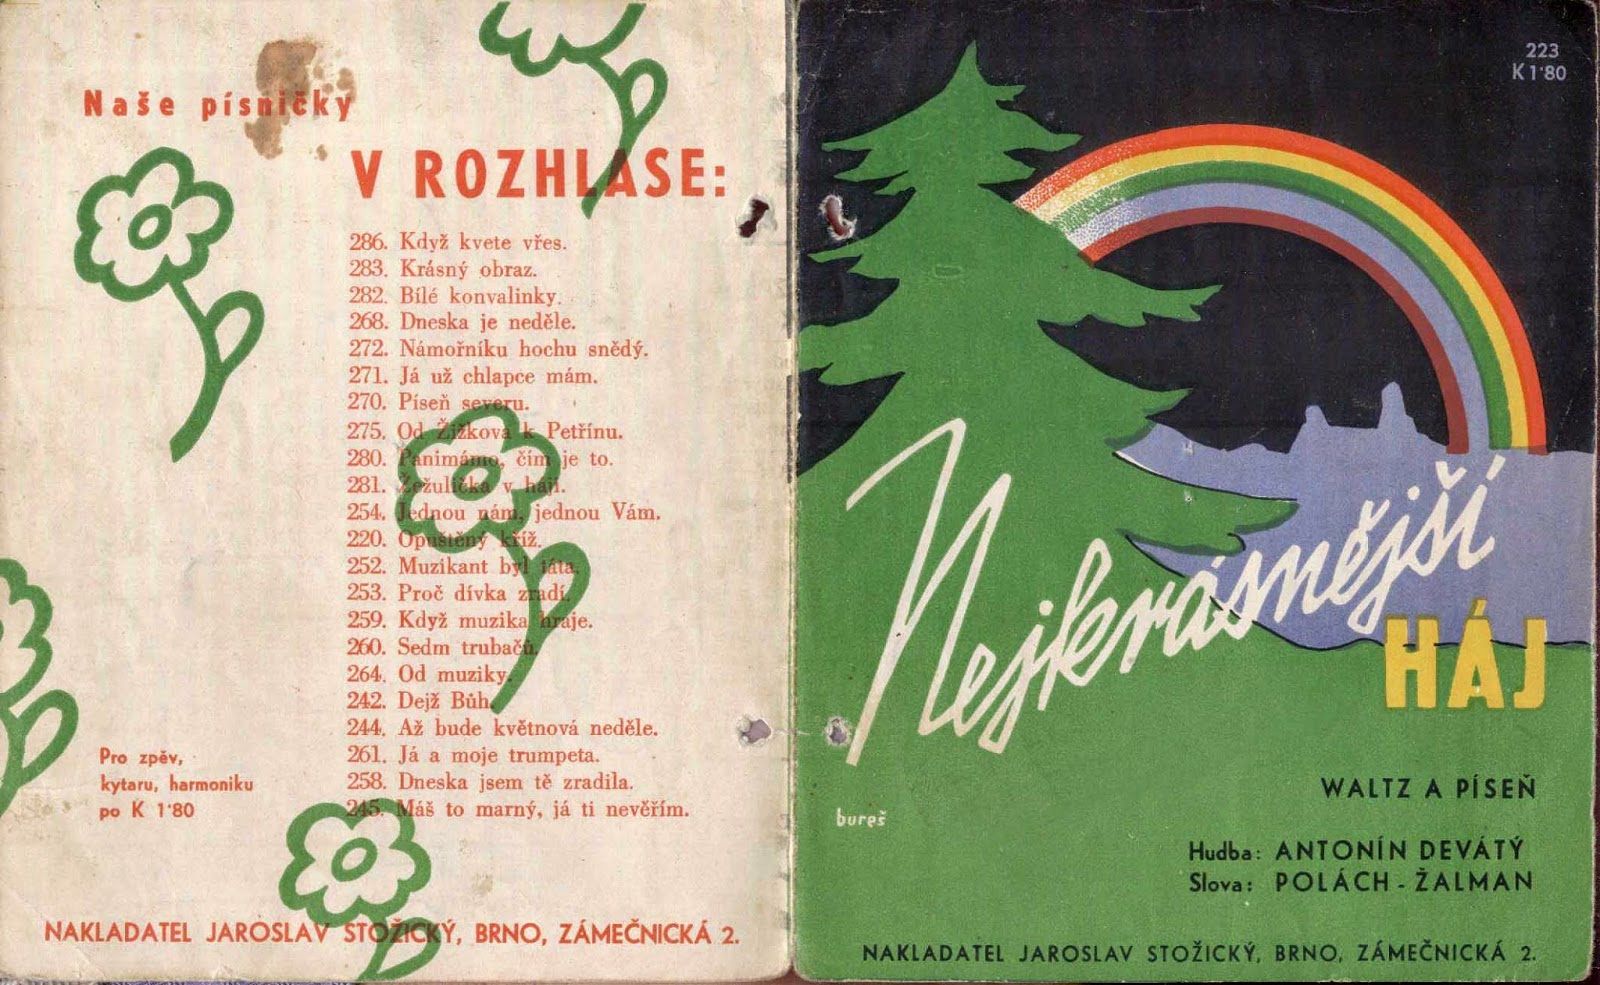 Naše písničky
V ROZHLASE:
286. Když kvete vřes.
283. Krásný obraz.
282. Bílé konvalinky.
268. Dneska je neděle.
272. Námořníku hochu snědý.
271. Já už chlapce mám.
270. Píseň severu.
275. Od Žižkova k Petřínu.
280. Panimámo, čím je to.
281. Žežulička v háji.
254. Jednou nám, jednou Vám.
220. Opuštěný kříž.
252. Muzikant byl táta.
253. Proč dívka zradí.
259. Když muzika hraje.
260. Sedm trubačů.
264. Od muziky.
242. Dejž Bůh.
244. Až bude květnová neděle.
261. Já a moje trumpeta.
258. Dneska jsem tě zradila.
245. Máš to marný, já ti nevěřím.
Pro zpěv,
kytaru, harmoniku
po K 1·80
NAKLADATEL JAROSLAV STOŽICKÝ, BRNO, ZÁMEČNICKÁ 2.
223
K 1·80
Nejkrásnější
HÁJ
WALTZ A PÍSEŇ
bureš
Hudba: ANTONÍN DEVÁTÝ
Slova: POLÁCH - ŽALMAN
NAKLADATEL JAROSLAV STOŽICKÝ, BRNO, ZÁMEČNICKÁ 2.